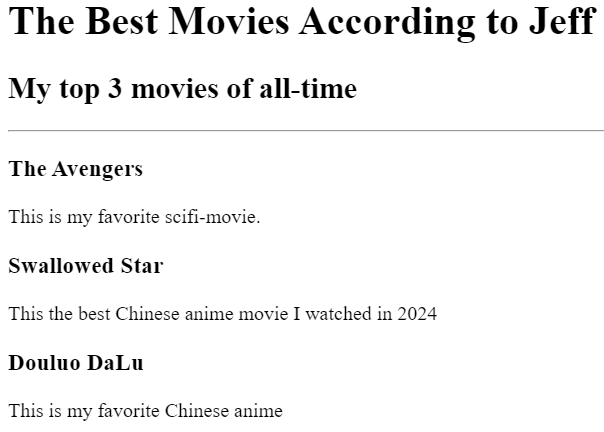 The Best Movies According to Jeff
My top 3 movies of all-time
The Avengers
This is my favorite scifi-movie.
Swallowed Star
This the best Chinese anime movie I watched in 2024
Douluo DaLu
This is my favorite Chinese anime